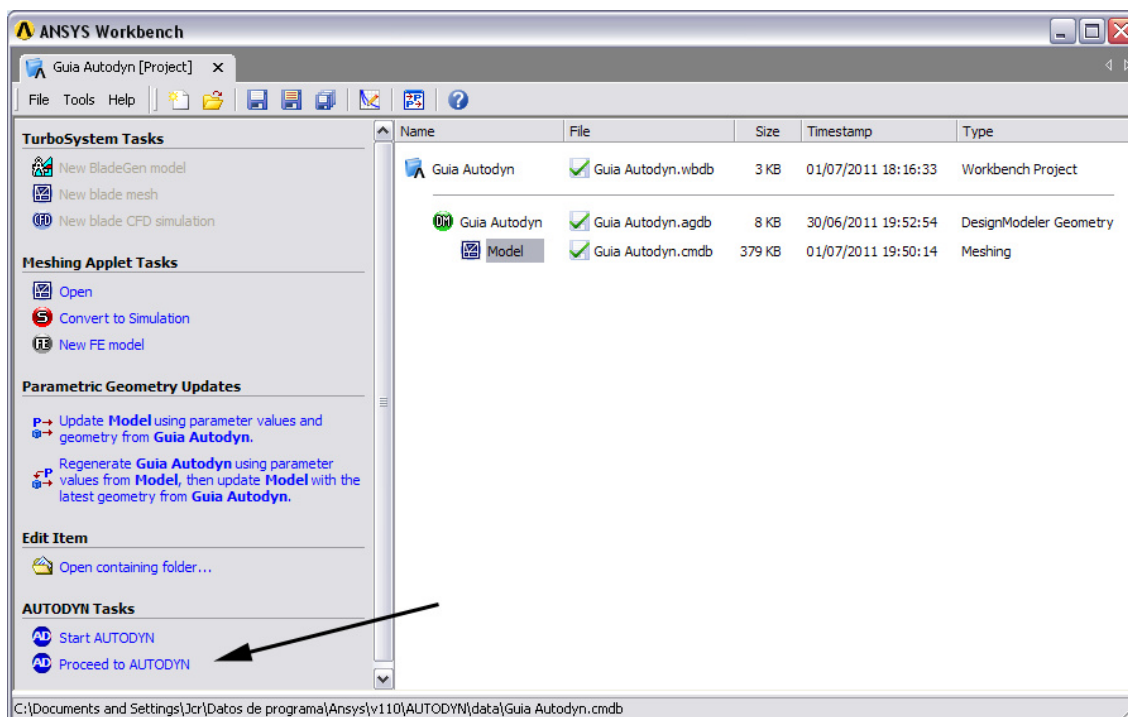 ANSYS Workbench
Guia Autodyn [Project]
File Tools Help
TurboSystem Tasks
New BladeGen model
New blade mesh
New blade CFD simulation
Meshing Applet Tasks
Open
Convert to Simulation
New FE model
Parametric Geometry Updates
Update Model using parameter values and
geometry from Guia Autodyn.
Regenerate Guia Autodyn using parameter
values from Model, then update Model with the
latest geometry from Guia Autodyn.
Edit Item
Open containing folder...
AUTODYN Tasks
Start AUTODYN
Proceed to AUTODYN
Name File Size Timestamp Type
Guia Autodyn Guia Autodyn.wbdb 3 KB 01/07/2011 18:16:33 Workbench Project
Guia Autodyn Guia Autodyn.agdb 8 KB 30/06/2011 19:52:54 DesignModeler Geometry
Model Guia Autodyn.cmdb 379 KB 01/07/2011 19:50:14 Meshing
C:\Documents and Settings\Jcr\Datos de programa\Ansys\v110\AUTODYN\data\Guia Autodyn.cmdb